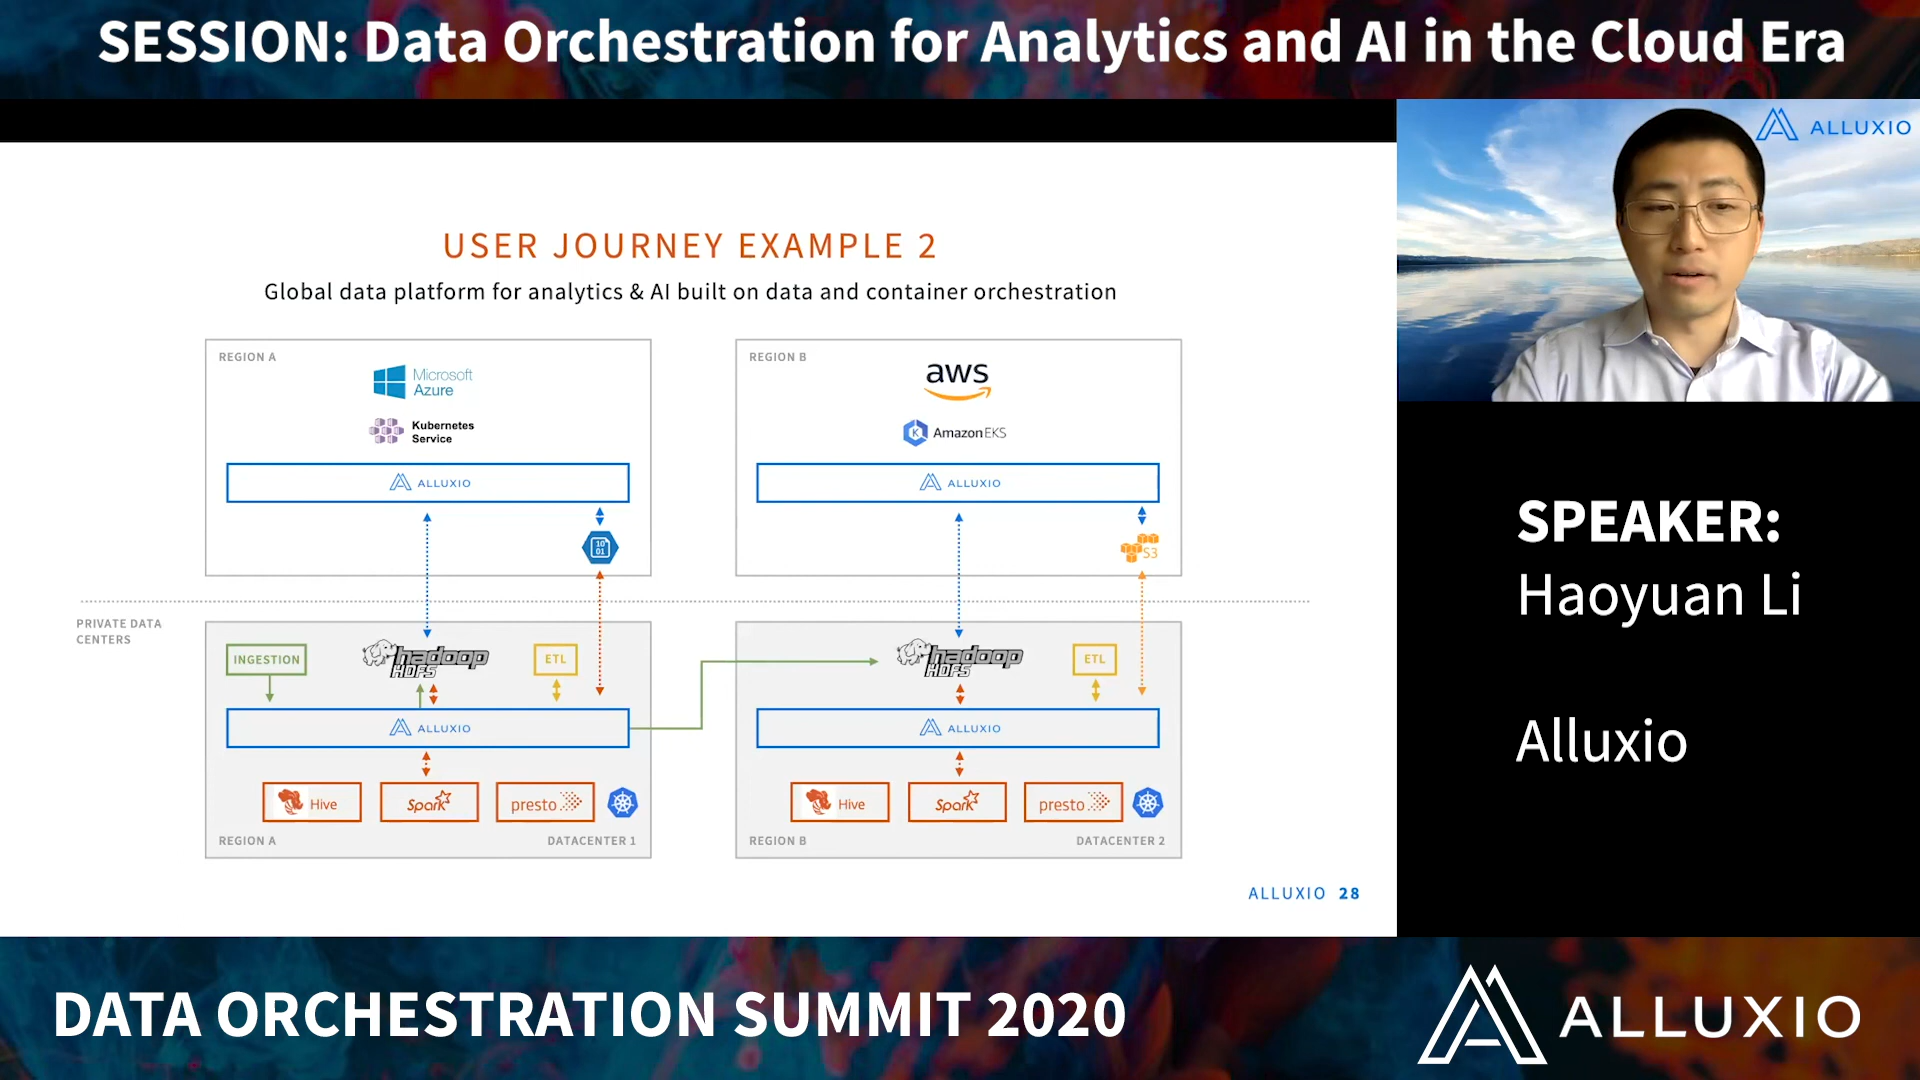 SESSION: Data Orchestration for Analytics and AI in the Cloud Era
ALLUXIO
USER JOURNEY EXAMPLE 2
Global data platform for analytics & AI built on data and container orchestration
REGION A
Microsoft
Azure
Kubernetes
Service
ALLUXIO
10
01
REGION B
aws
Amazon EKS
ALLUXIO
S3
PRIVATE DATA
CENTERS
INGESTION
hadoop
HDFS
ETL
ALLUXIO
Hive
Spark
presto
REGION A
DATACENTER 1
hadoop
HDFS
ETL
ALLUXIO
Hive
Spark
presto
REGION B
DATACENTER 2
ALLUXIO 28
SPEAKER:
Haoyuan Li
Alluxio
DATA ORCHESTRATION SUMMIT 2020
ALLUXIO